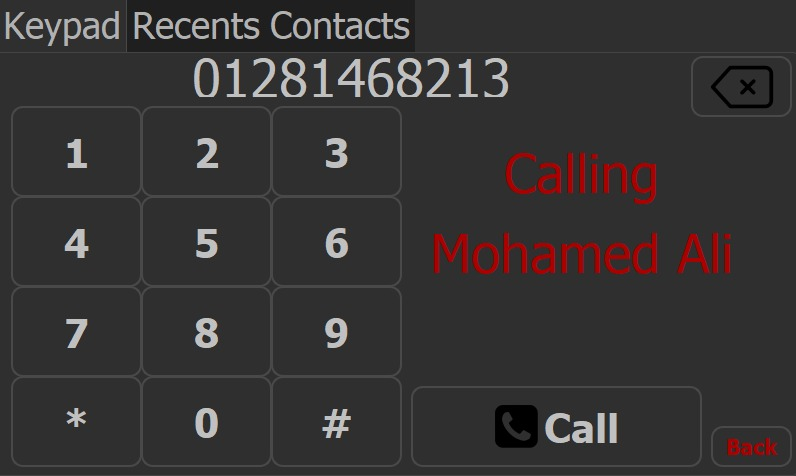 Keypad Recents Contacts
01281468213
1 2 3
4 5 6
7 8 9
* 0 #
Calling
Mohamed Ali
Call
Back